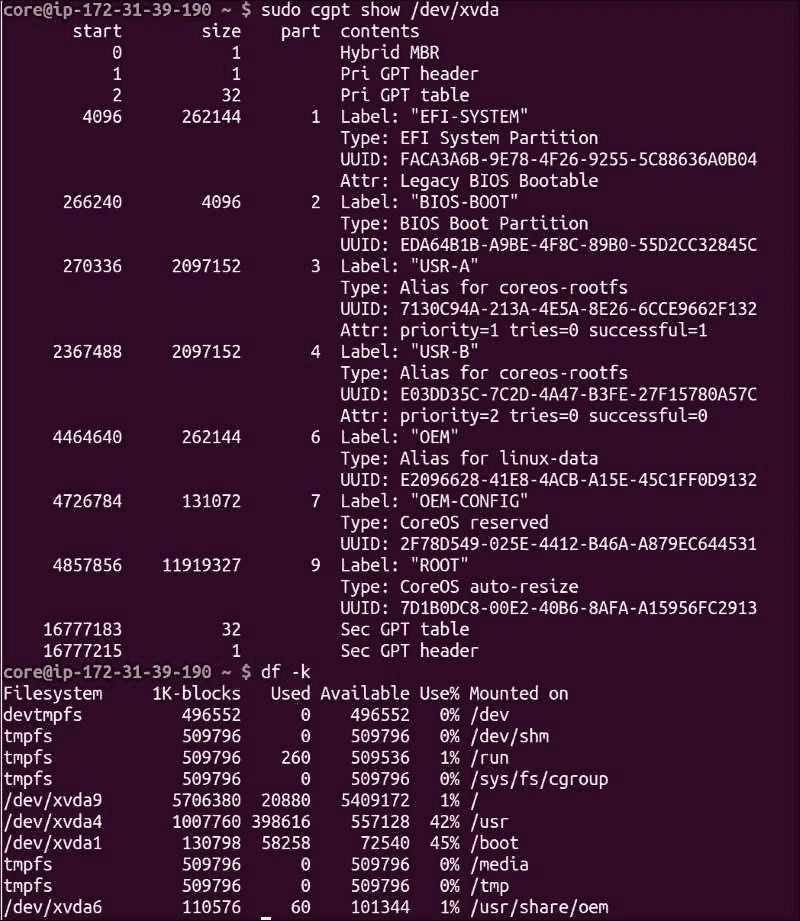 core@ip-172-31-39-190 ~ $ sudo cgpt show /dev/xvda
start size part contents
0 1 Hybrid MBR
1 1 Pri GPT header
2 32 Pri GPT table
4096 262144 1 Label: "EFI-SYSTEM"
Type: EFI System Partition
UUID: FACA3A6B-9E78-4F26-9255-5C88636A0B04
Attr: Legacy BIOS Bootable
266240 4096 2 Label: "BIOS-BOOT"
Type: BIOS Boot Partition
UUID: EDA64B1B-A9BE-4F8C-89B0-55D2CC32845C
270336 2097152 3 Label: "USR-A"
Type: Alias for coreos-rootfs
UUID: 7130C94A-213A-4E5A-8E26-6CCE9662F132
Attr: priority=1 tries=0 successful=1
2367488 2097152 4 Label: "USR-B"
Type: Alias for coreos-rootfs
UUID: E03DD35C-7C2D-4A47-B3FE-27F15780A57C
Attr: priority=2 tries=0 successful=0
4464640 262144 6 Label: "OEM"
Type: Alias for linux-data
UUID: E2096628-41E8-4ACB-A15E-45C1FF0D9132
4726784 131072 7 Label: "OEM-CONFIG"
Type: CoreOS reserved
UUID: 2F78D549-025E-4412-B46A-A879EC644531
4857856 11919327 9 Label: "ROOT"
Type: CoreOS auto-resize
UUID: 7D1B0DC8-00E2-40B6-8AFA-A15956FC2913
16777183 32 Sec GPT table
16777215 1 Sec GPT header
core@ip-172-31-39-190 ~ $ df -k
Filesystem 1K-blocks Used Available Use% Mounted on
devtmpfs 496552 0 496552 0% /dev
tmpfs 509796 0 509796 0% /dev/shm
tmpfs 509796 260 509536 1% /run
tmpfs 509796 0 509796 0% /sys/fs/cgroup
/dev/xvda9 5706380 20880 5409172 1% /
/dev/xvda4 1007760 398616 557128 42% /usr
/dev/xvda1 130798 58258 72540 45% /boot
tmpfs 509796 0 509796 0% /media
tmpfs 509796 0 509796 0% /tmp
/dev/xvda6 110576 60 101344 1% /usr/share/oem